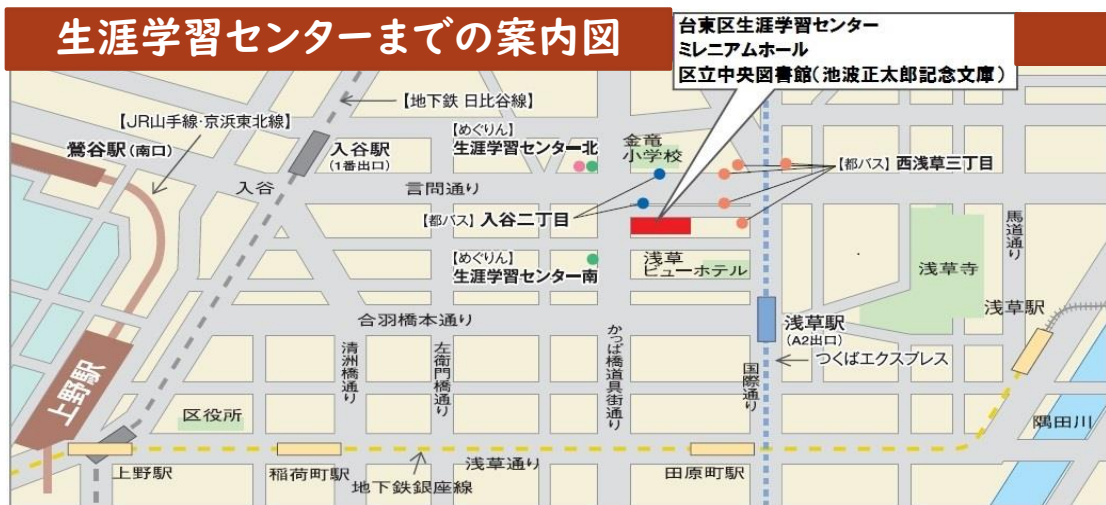 生涯学習センターまでの案内図
台東区生涯学習センター
ミレニアムホール
区立中央図書館(池波正太郎記念文庫)
【地下鉄 日比谷線】
【JR山手線・京浜東北線】
鶯谷駅(南口)
入谷駅
(1番出口)
【めぐりん】
生涯学習センター北
金竜
小学校
【都バス】西浅草三丁目
入谷
言問通り
【都バス】入谷二丁目
馬道通り
【めぐりん】
生涯学習センター南
浅草
ビューホテル
浅草寺
浅草駅
合羽橋本通り
浅草駅
(A2出口)
つくばエクスプレス
清洲橋通り
左衛門橋通り
かっぱ橋道具街通り
国際通り
上野駅
区役所
隅田川
上野駅
稲荷町駅
浅草通り
田原町駅
地下鉄銀座線